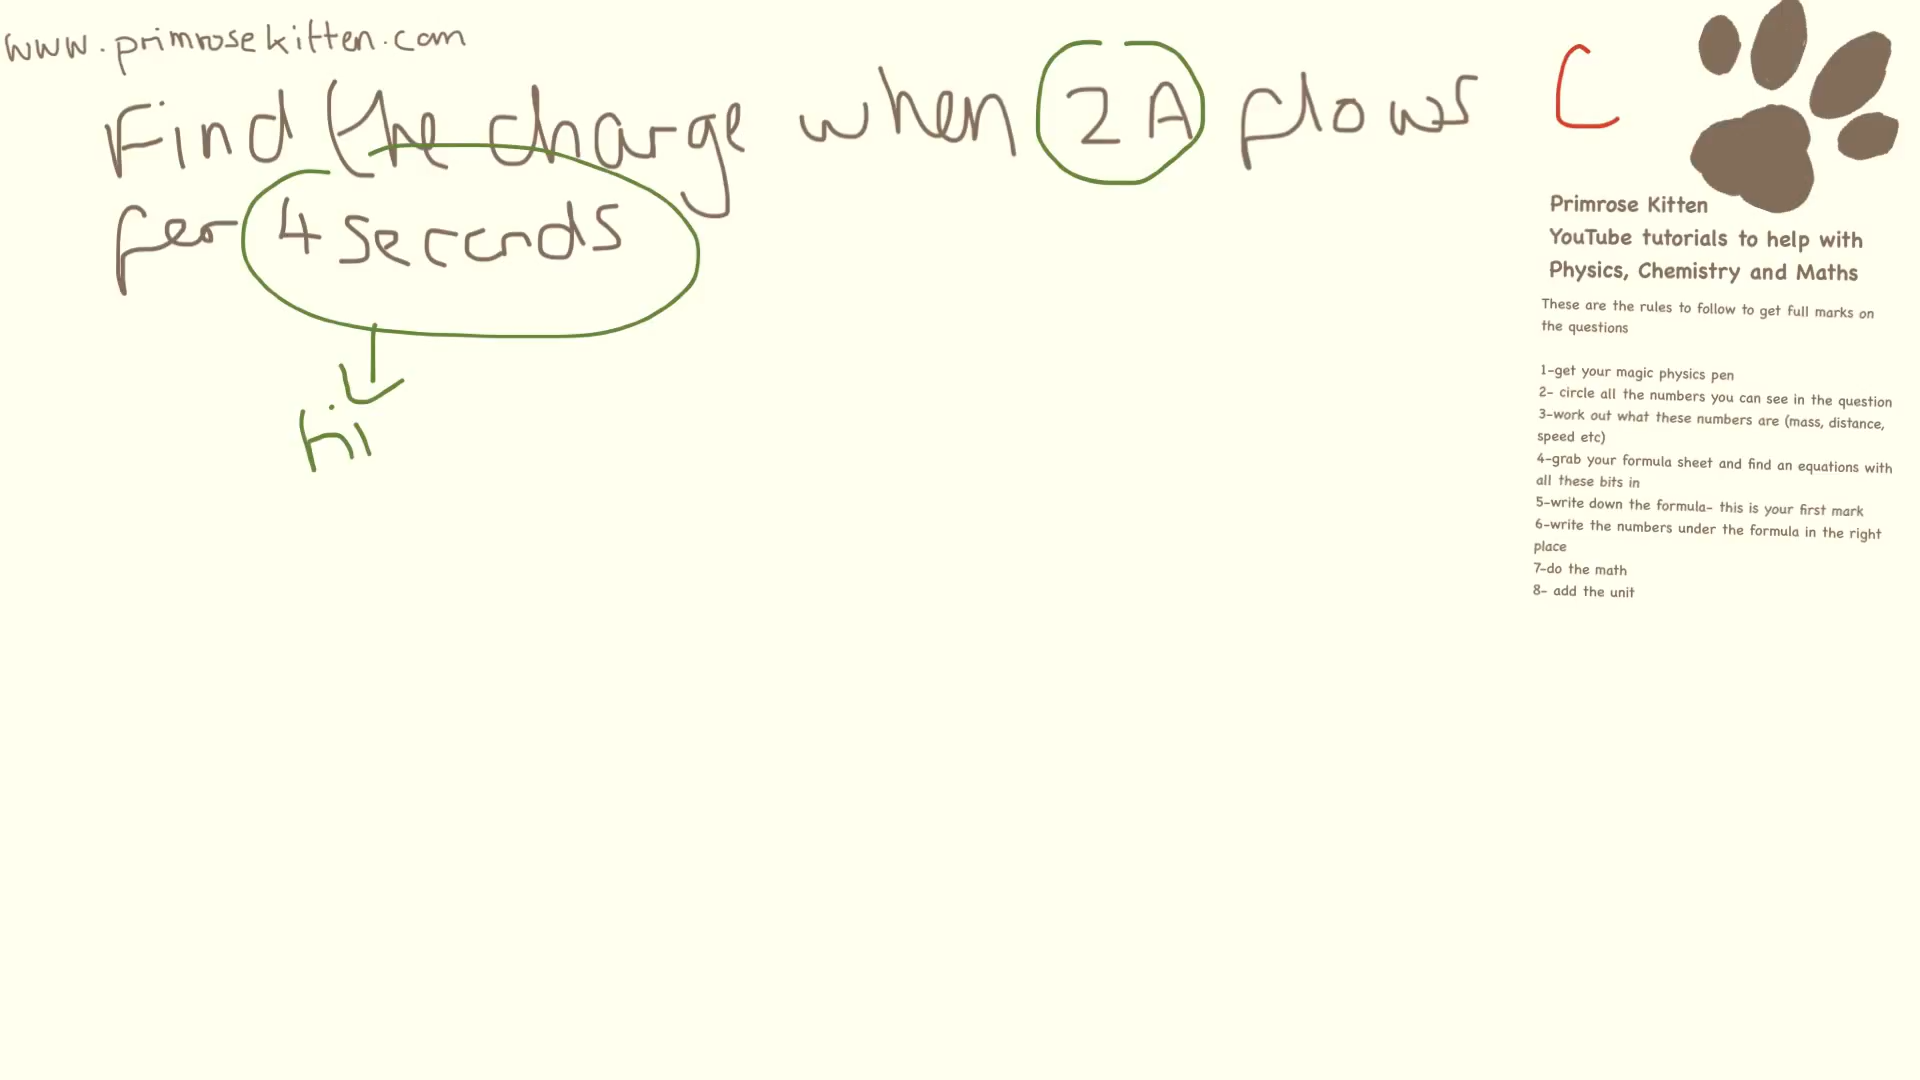 www.primrosekitten.com
Find the charge when 2A flows
for 4 seconds
C
Primrose Kitten
YouTube tutorials to help with
Physics, Chemistry and Maths
These are the rules to follow to get full marks on
the questions
1-get your magic physics pen
2- circle all the numbers you can see in the question
3-work out what these numbers are (mass, distance,
speed etc)
4-grab your formula sheet and find an equations with
all these bits in
5-write down the formula- this is your first mark
6-write the numbers under the formula in the right
place
7-do the math
8- add the unit